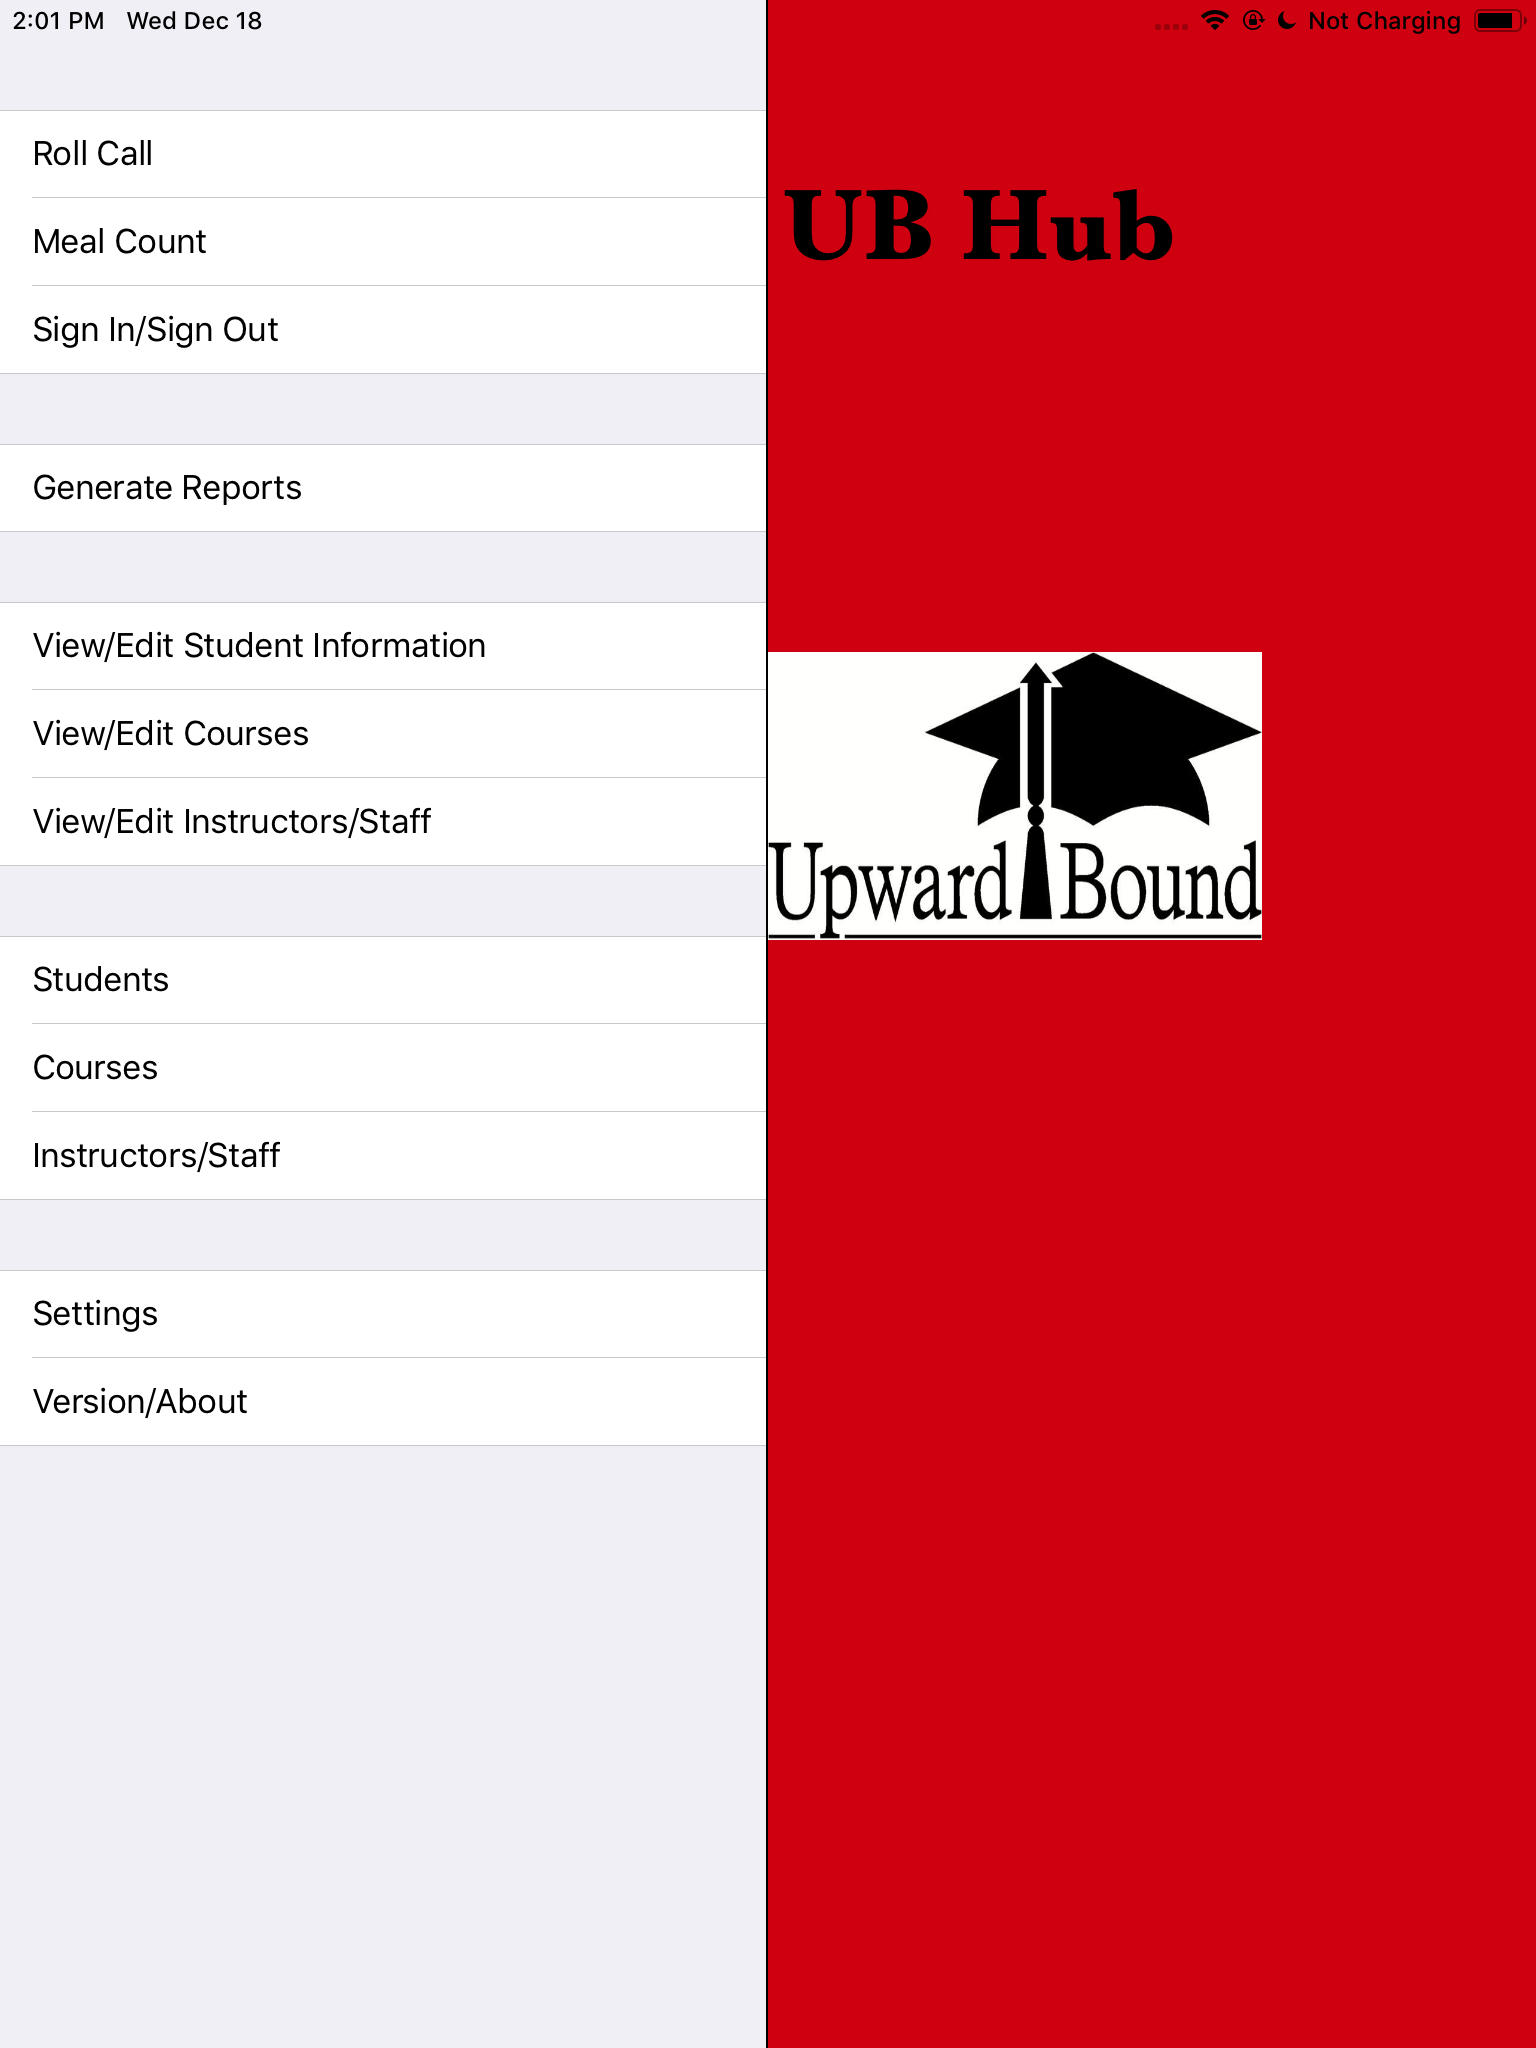 2:01 PM Wed Dec 18
Not Charging
Roll Call
Meal Count
Sign In/Sign Out
Generate Reports
View/Edit Student Information
View/Edit Courses
View/Edit Instructors/Staff
Students
Courses
Instructors/Staff
Settings
Version/About
UB Hub
Upward Bound